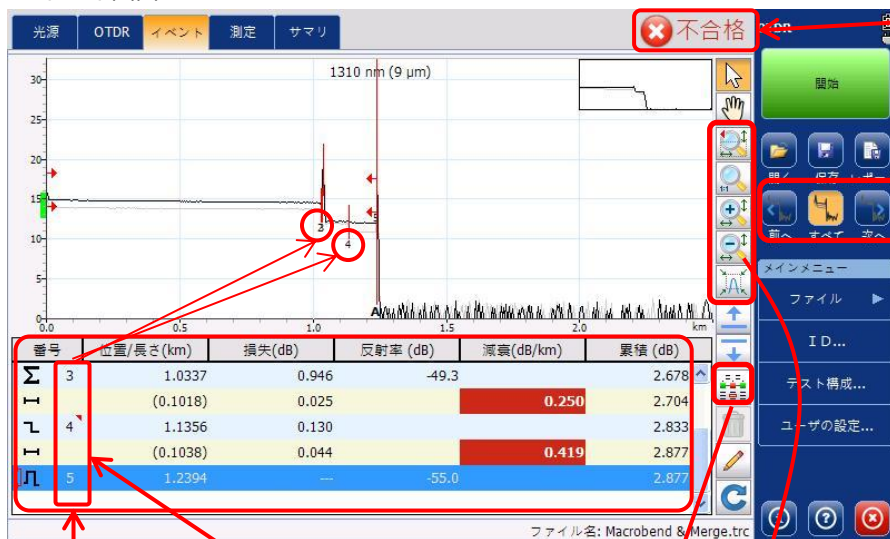 光源 OTDR イベント 測定 サマリ 不合格
1310 nm (9 µm)
開始
30
25
20
15
10
5
0
3
4
A
0.0 0.5 1.0 1.5 2.0 km
前へ すべて 次へ
メインメニュー
ファイル
ID...
テスト構成...
ユーザの設定...
番号 位置/長さ(km) 損失(dB) 反射率 (dB) 減衰(dB/km) 累積 (dB)
3 1.0337 0.946 -49.3 2.678
(0.1018) 0.025 0.250 2.704
4 1.1356 0.130 2.833
(0.1038) 0.044 0.419 2.877
5 1.2394 --- -55.0 2.877
ファイル名: Macrobend & Merge.trc